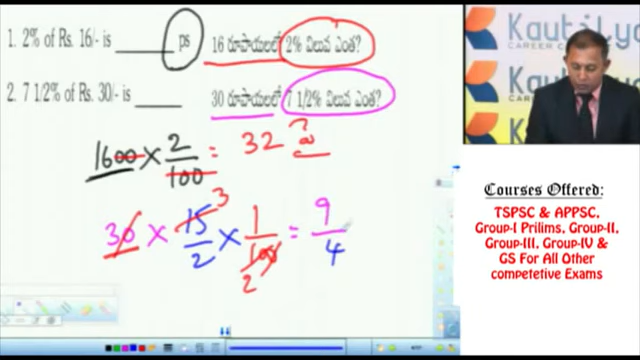 1. 2% of Rs. 16/- is ______ ps
16 రూపాయలలో 2% విలువ ఎంత?
2. 7 1/2% of Rs. 30/- is ______
30 రూపాయలలో 7 1/2% విలువ ఎంత?
1600 × 2/100 = 32
30 × 15/2 × 1/100 = 9/4
3
2
Kautilya
CAREER
Courses Offered:
TSPSC & APPSC,
Group-I Prilims, Group-II,
Group-III, Group-IV &
GS For All Other
competetive Exams